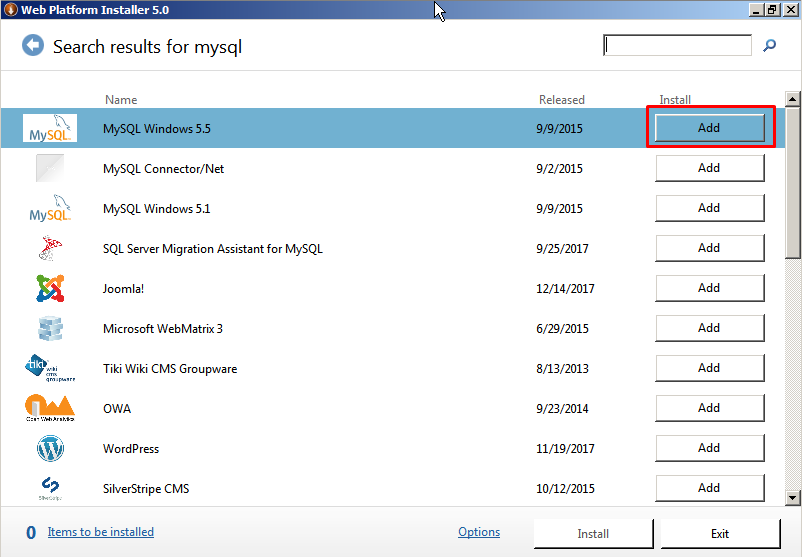 Web Platform Installer 5.0
Search results for mysql
Name Released Install
MySQL MySQL Windows 5.5 9/9/2015 Add
MySQL Connector/Net 9/2/2015 Add
MySQL MySQL Windows 5.1 9/9/2015 Add
SQL Server Migration Assistant for MySQL 9/25/2017 Add
Joomla! 12/14/2017 Add
Microsoft WebMatrix 3 6/29/2015 Add
tiki wiki cms groupware Tiki Wiki CMS Groupware 8/13/2013 Add
Open Web Analytics OWA 9/23/2014 Add
WordPress 11/19/2017 Add
SilverStripe SilverStripe CMS 10/12/2015 Add
0 Items to be installed Options Install Exit